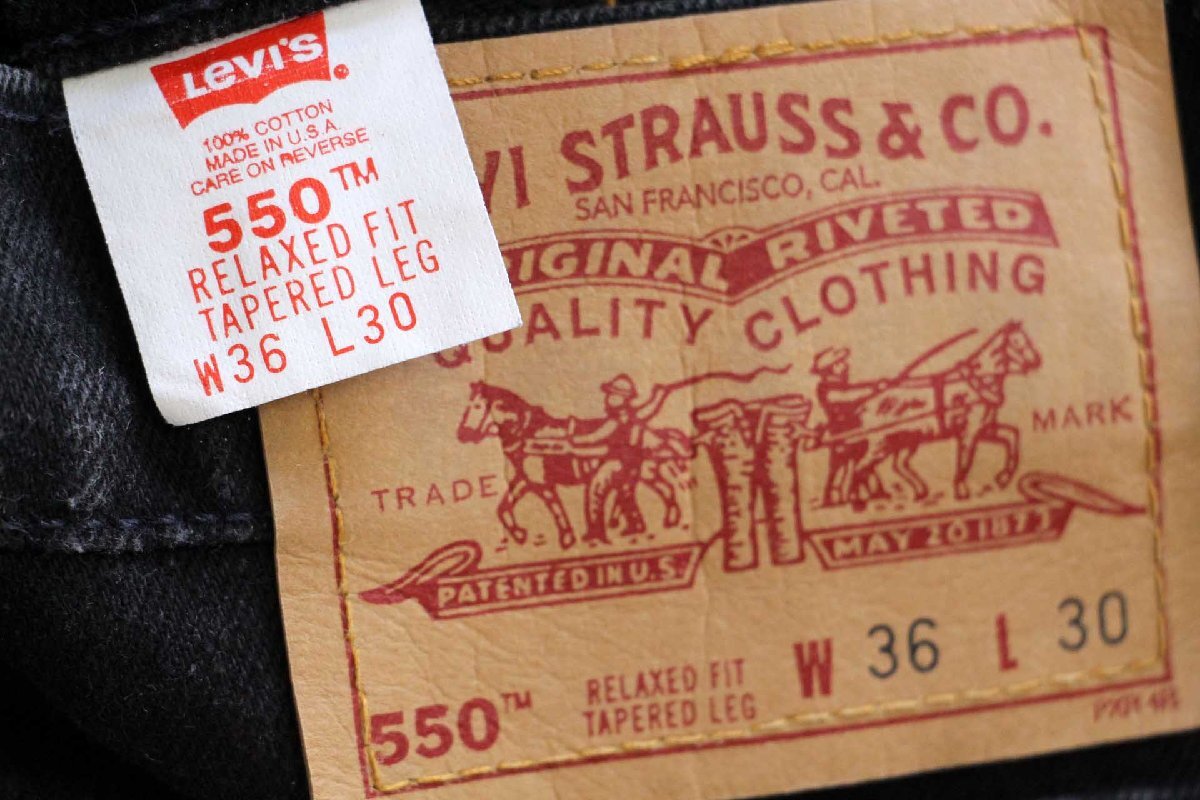 Levi's
100% COTTON
MADE IN U.S.A.
CARE ON REVERSE
550™
RELAXED FIT
TAPERED LEG
W36 L30
VI STRAUSS & CO.
SAN FRANCISCO, CAL.
RIGINAL RIVETED
QUALITY CLOTHING
TRADE MARK
PATENTED IN U.S.
MAY 20 1873
550™
RELAXED FIT
TAPERED LEG
W 36 L 30